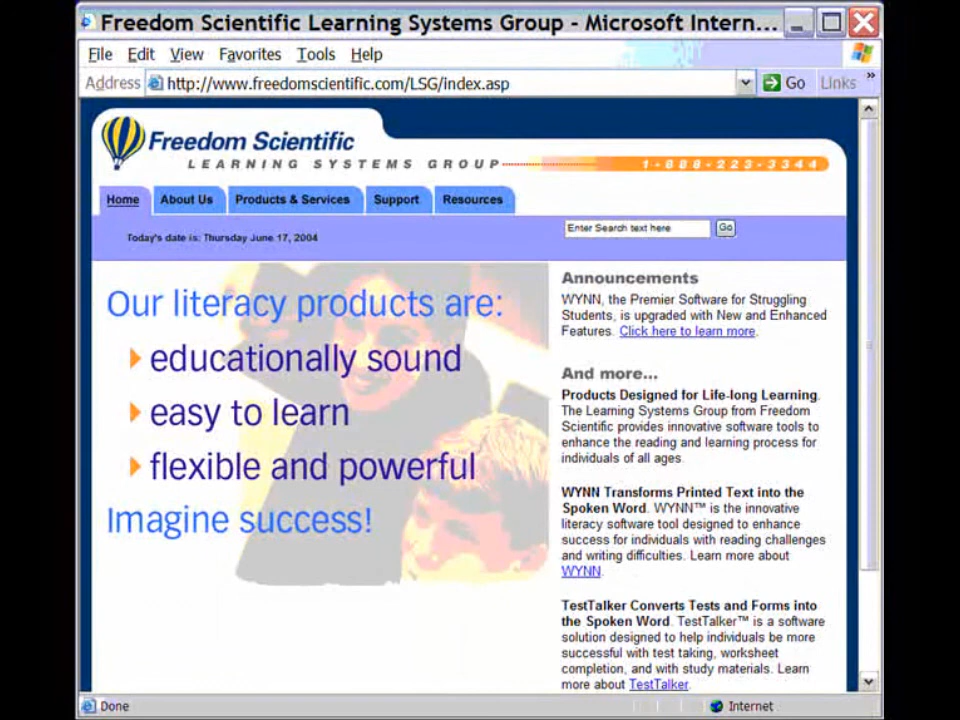 Freedom Scientific Learning Systems Group - Microsoft Intern...
File Edit View Favorites Tools Help
Address http://www.freedomscientific.com/LSG/index.asp Go Links »
Freedom Scientific
LEARNING SYSTEMS GROUP 1-888-223-3344
Home About Us Products & Services Support Resources
Today's date is: Thursday June 17, 2004
Enter Search text here Go
Our literacy products are:
educationally sound
easy to learn
flexible and powerful
Imagine success!
Announcements
WYNN, the Premier Software for Struggling
Students, is upgraded with New and Enhanced
Features. Click here to learn more.
And more...
Products Designed for Life-long Learning.
The Learning Systems Group from Freedom
Scientific provides innovative software tools to
enhance the reading and learning process for
individuals of all ages.
WYNN Transforms Printed Text into the
Spoken Word. WYNN™ is the innovative
literacy software tool designed to enhance
success for individuals with reading challenges
and writing difficulties. Learn more about
WYNN.
TestTalker Converts Tests and Forms into
the Spoken Word. TestTalker™ is a software
solution designed to help individuals be more
successful with test taking, worksheet
completion, and with study materials. Learn
more about TestTalker.
Done Internet